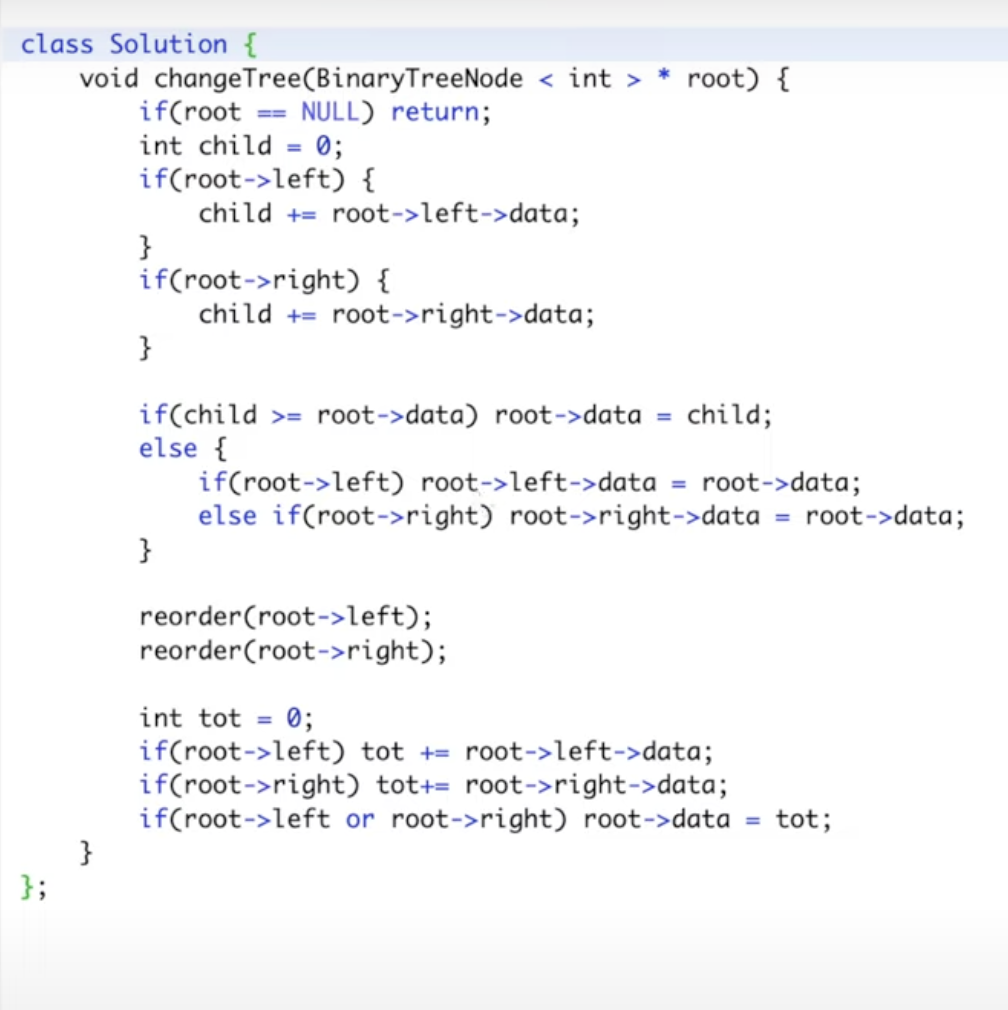 class Solution {
    void changeTree(BinaryTreeNode < int > * root) {
        if(root == NULL) return;
        int child = 0;
        if(root->left) {
            child += root->left->data;
        }
        if(root->right) {
            child += root->right->data;
        }

        if(child >= root->data) root->data = child;
        else {
            if(root->left) root->left->data = root->data;
            else if(root->right) root->right->data = root->data;
        }

        reorder(root->left);
        reorder(root->right);

        int tot = 0;
        if(root->left) tot += root->left->data;
        if(root->right) tot+= root->right->data;
        if(root->left or root->right) root->data = tot;
    }
};